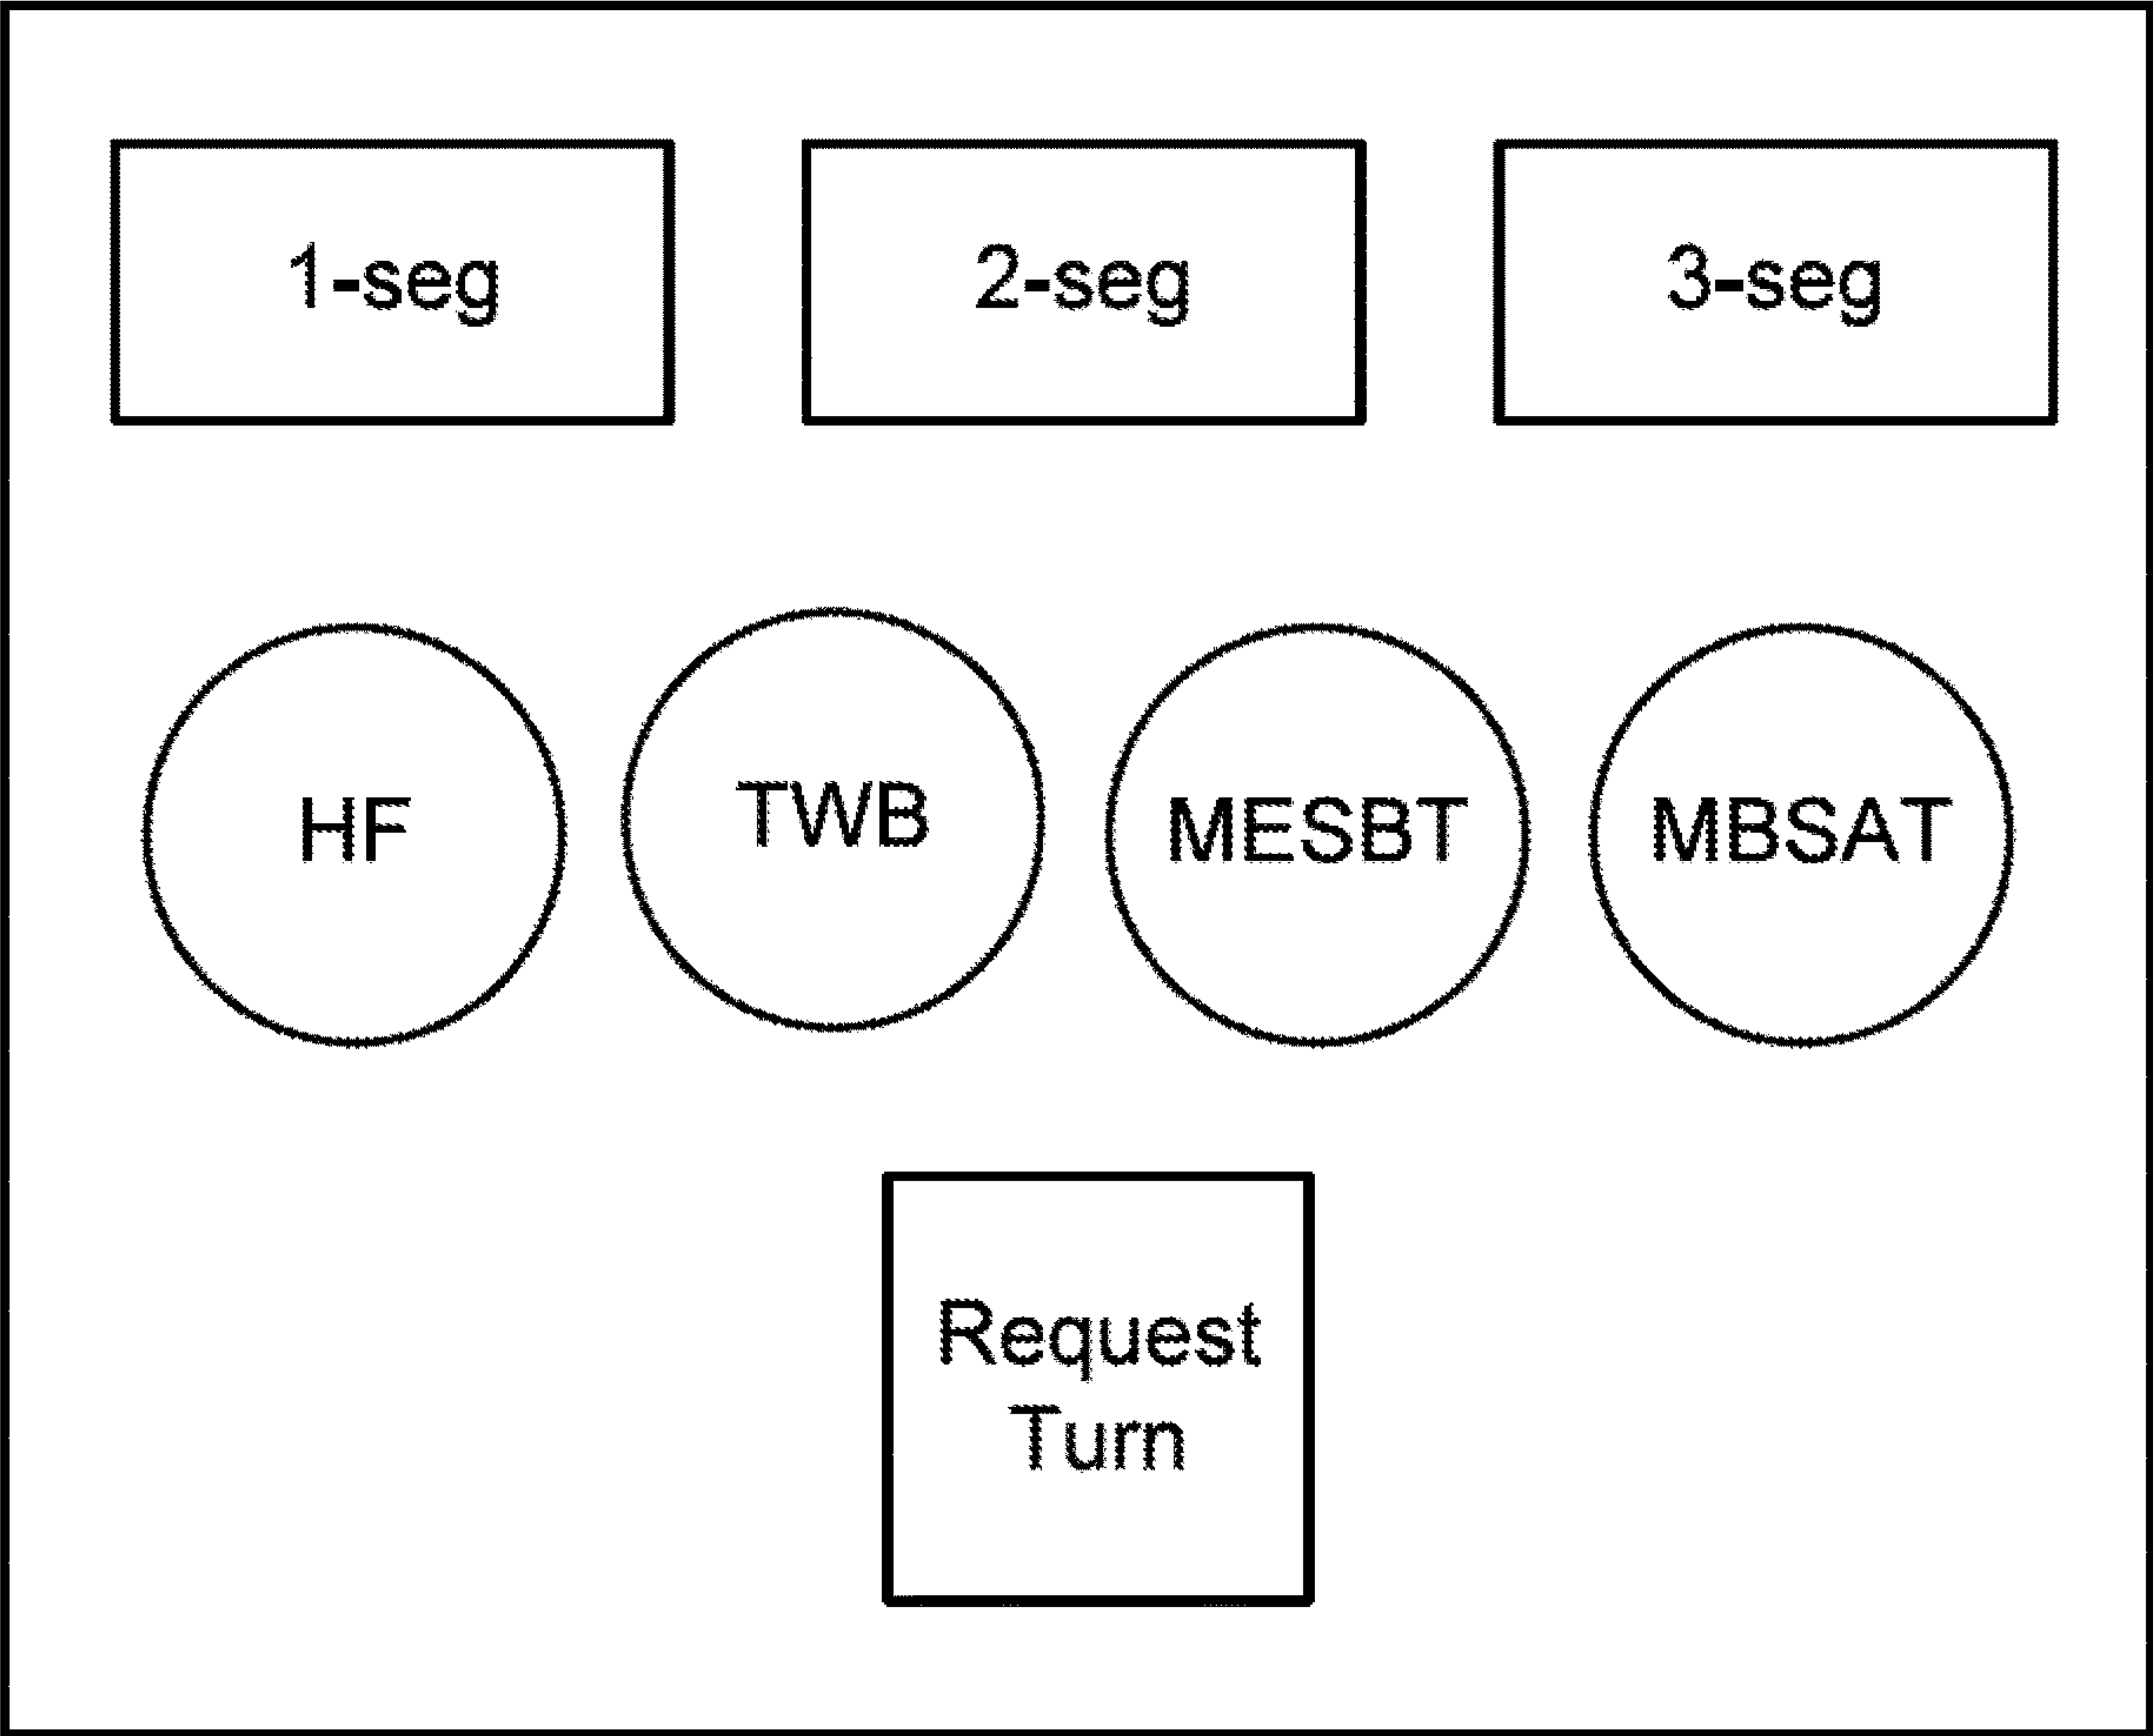 1-seg
2-seg
3-seg
HF
TWB
MESBT
MBSAT
Request
Turn